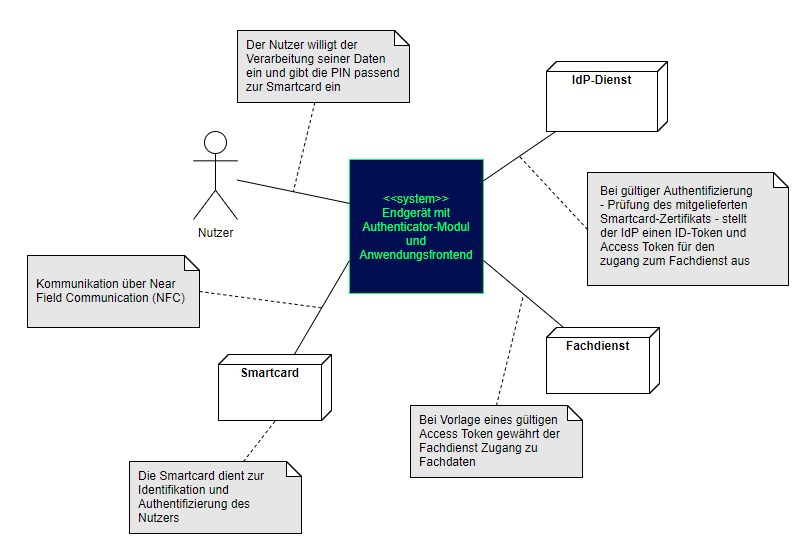 Der Nutzer willigt der
Verarbeitung seiner Daten
ein und gibt die PIN passend
zur Smartcard ein
IdP-Dienst
<<system>>
Endgerät mit
Authenticator-Modul
und
Anwendungsfrontend
Bei gültiger Authentifizierung
- Prüfung des mitgelieferten
Smartcard-Zertifikats - stellt
der IdP einen ID-Token und
Access Token für den
zugang zum Fachdienst aus
Nutzer
Kommunikation über Near
Field Communication (NFC)
Fachdienst
Smartcard
Bei Vorlage eines gültigen
Access Token gewährt der
Fachdienst Zugang zu
Fachdaten
Die Smartcard dient zur
Identifikation und
Authentifizierung des
Nutzers